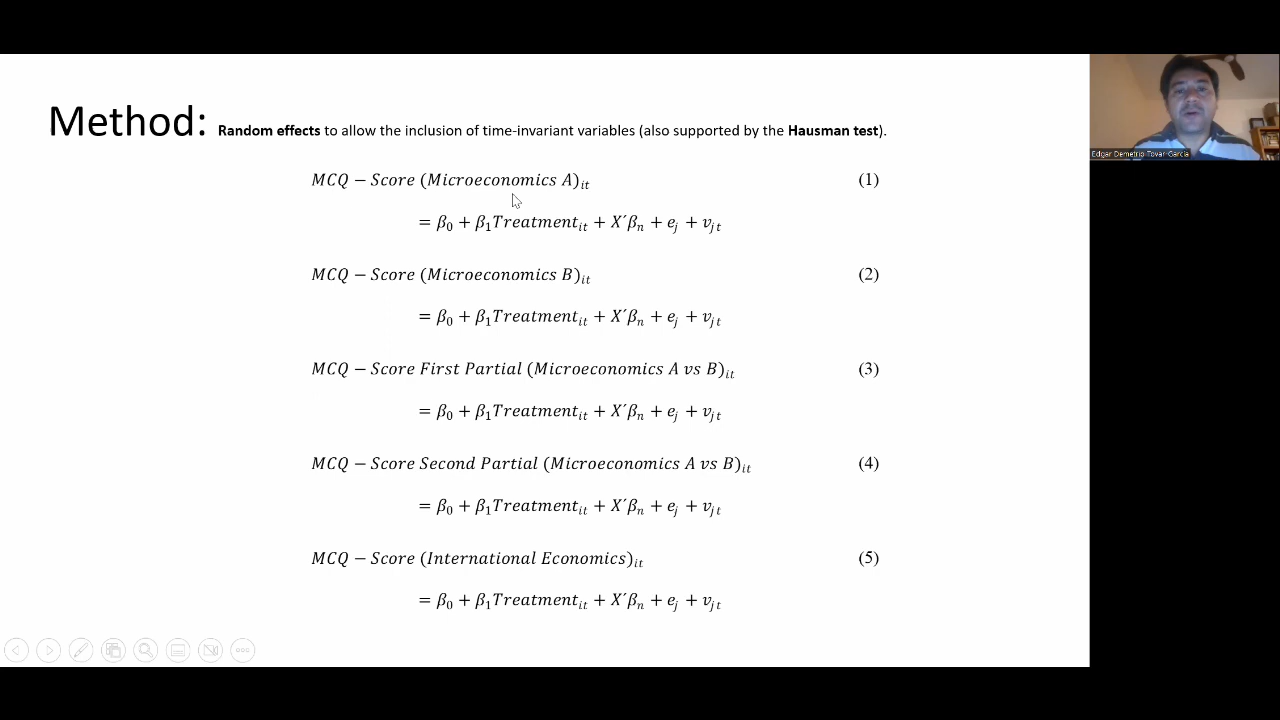 Method: Random effects to allow the inclusion of time-invariant variables (also supported by the Hausman test).
Edgar Demetrio Tovar-García
MCQ − Score (Microeconomics A)it (1)
= β0 + β1Treatmentit + X´βn + ej + vjt
MCQ − Score (Microeconomics B)it (2)
= β0 + β1Treatmentit + X´βn + ej + vjt
MCQ − Score First Partial (Microeconomics A vs B)it (3)
= β0 + β1Treatmentit + X´βn + ej + vjt
MCQ − Score Second Partial (Microeconomics A vs B)it (4)
= β0 + β1Treatmentit + X´βn + ej + vjt
MCQ − Score (International Economics)it (5)
= β0 + β1Treatmentit + X´βn + ej + vjt